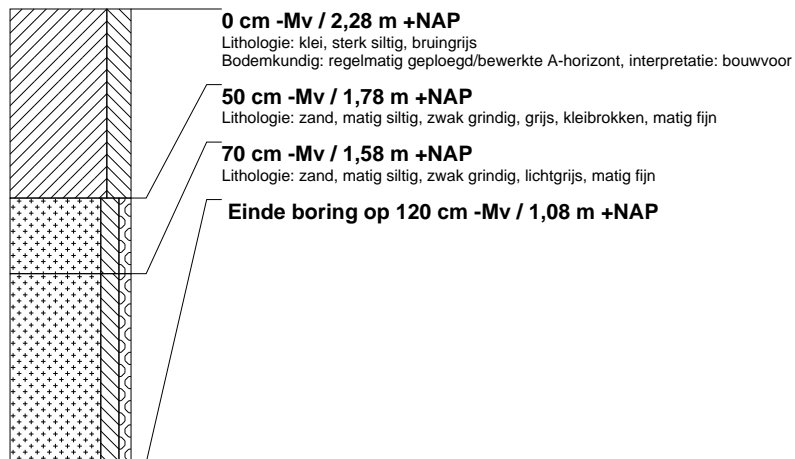 0 cm -Mv / 2,28 m +NAP
Lithologie: klei, sterk siltig, bruingrijs
Bodemkundig: regelmatig geploegd/bewerkte A-horizont, interpretatie: bouwvoor
50 cm -Mv / 1,78 m +NAP
Lithologie: zand, matig siltig, zwak grindig, grijs, kleibrokken, matig fijn
70 cm -Mv / 1,58 m +NAP
Lithologie: zand, matig siltig, zwak grindig, lichtgrijs, matig fijn
Einde boring op 120 cm -Mv / 1,08 m +NAP